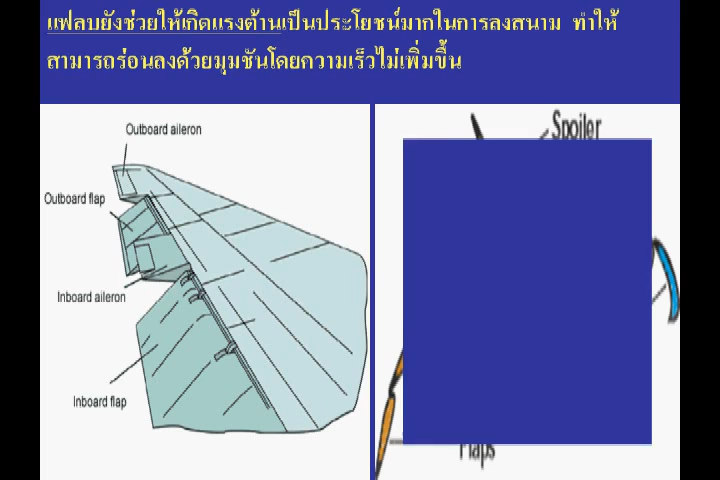 แฟลบยังช่วยให้เกิดแรงต้านเป็นประโยชน์มากในการลงสนาม ทำให้
สามารถร่อนลงด้วยมุมชันโดยความเร็วไม่เพิ่มขึ้น
Outboard aileron
Spoiler
Outboard flap
Inboard aileron
Inboard flap
Flaps